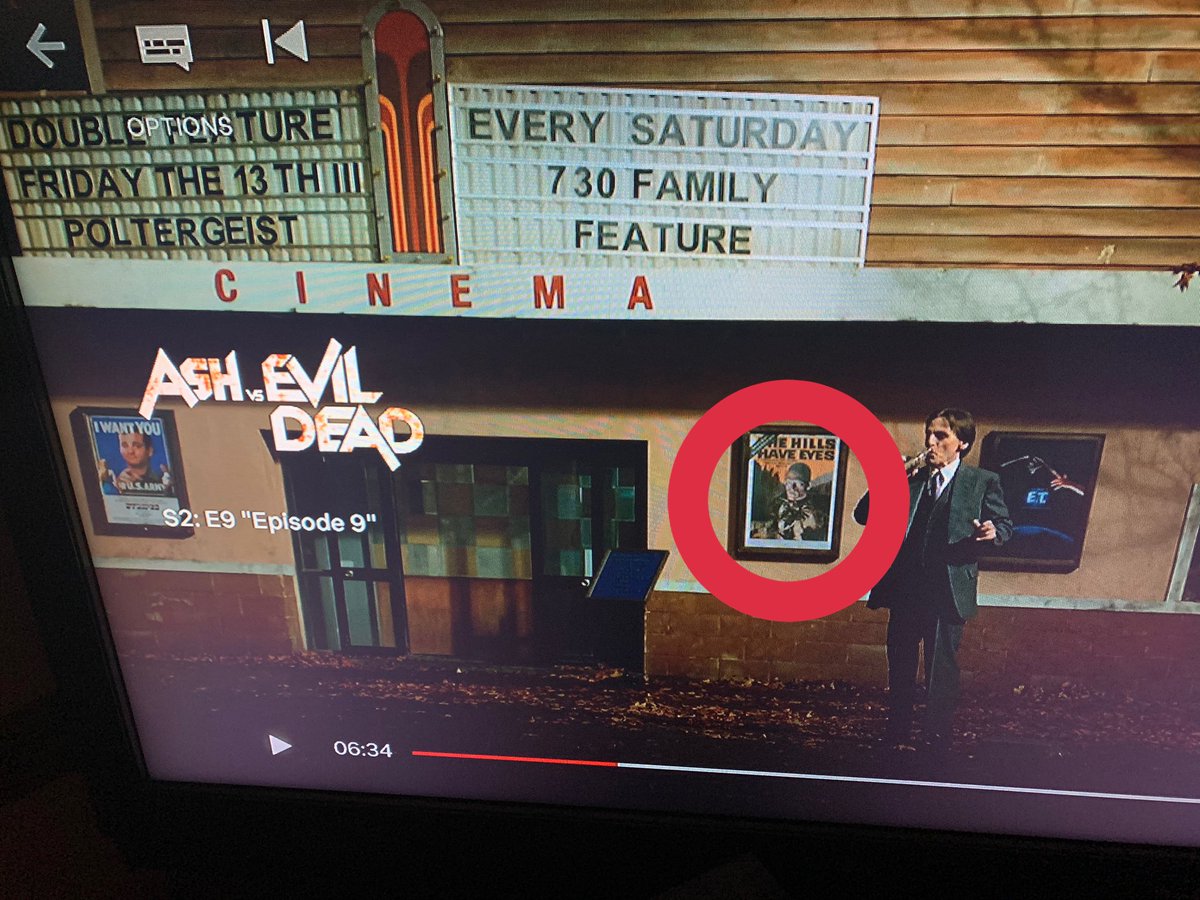 OPTIONS
DOUBLE FEATURE
FRIDAY THE 13 TH III
POLTERGEIST
EVERY SATURDAY
730 FAMILY
FEATURE
CINEMA
ASH VS EVIL
DEAD
S2: E9 "Episode 9"
I WANT YOU
U.S. ARMY
THE HILLS
HAVE EYES
E.T.
06:34